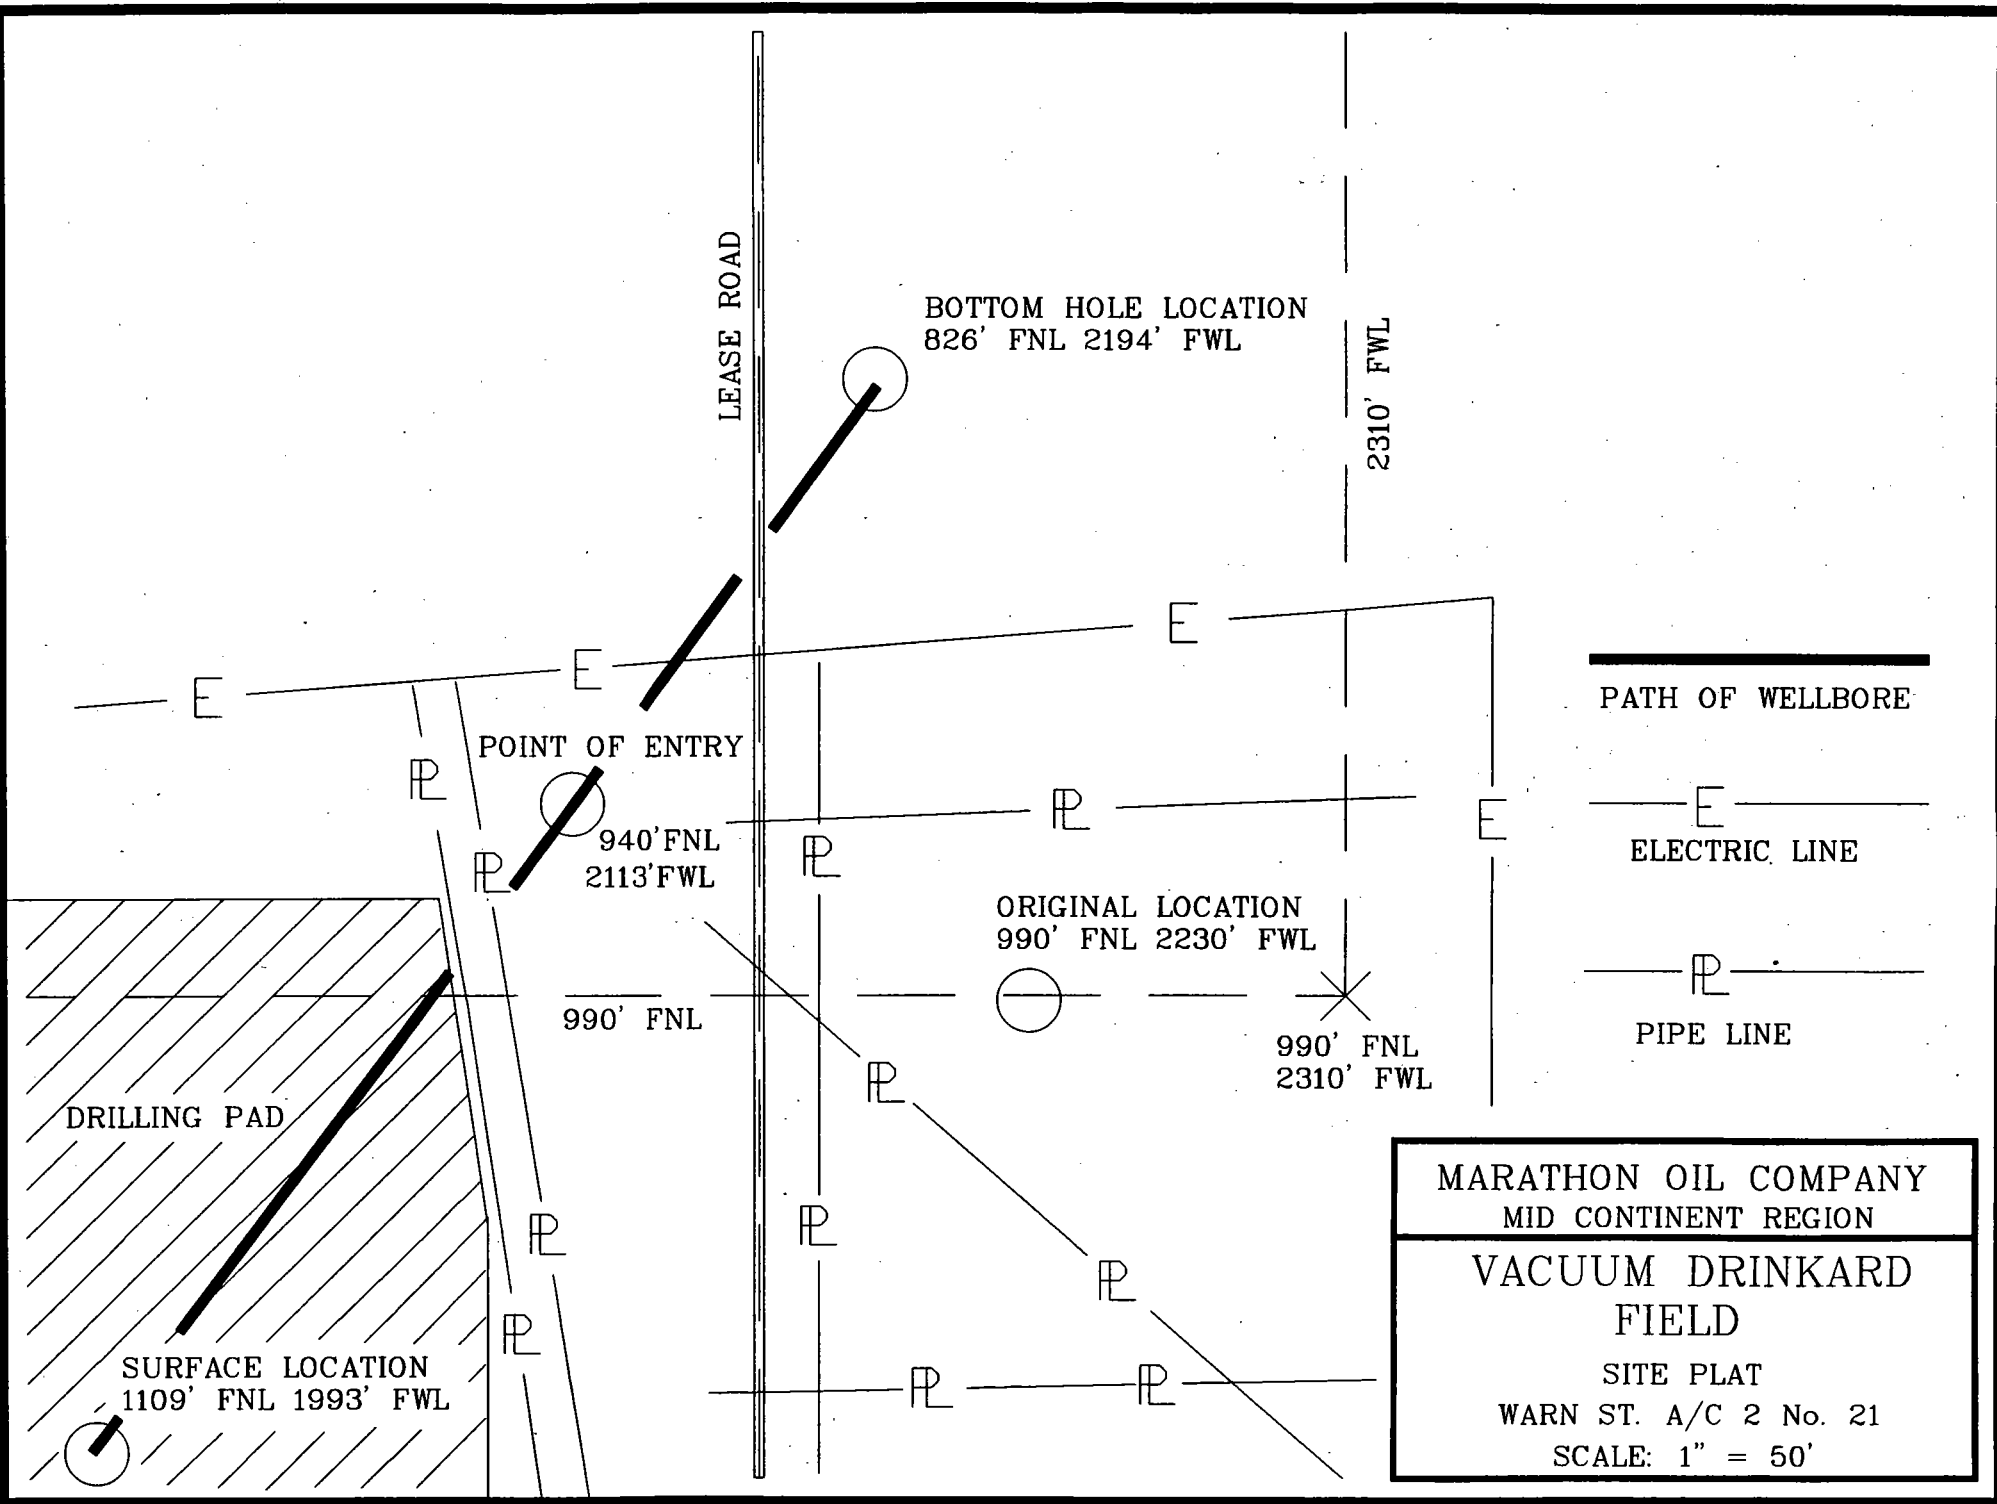 LEASE ROAD
BOTTOM HOLE LOCATION
826' FNL 2194' FWL
2310' FWL
E
E
E
PATH OF WELLBORE
POINT OF ENTRY
PL
E
E
ELECTRIC LINE
PL
PL
PL
940'FNL
2113'FWL
ORIGINAL LOCATION
990' FNL 2230' FWL
PL
PIPE LINE
990' FNL
990' FNL
2310' FWL
PL
DRILLING PAD
PL
PL
PL
PL
PL
PL
SURFACE LOCATION
1109' FNL 1993' FWL
MARATHON OIL COMPANY
MID CONTINENT REGION
VACUUM DRINKARD
FIELD
SITE PLAT
WARN ST. A/C 2 No. 21
SCALE: 1" = 50'